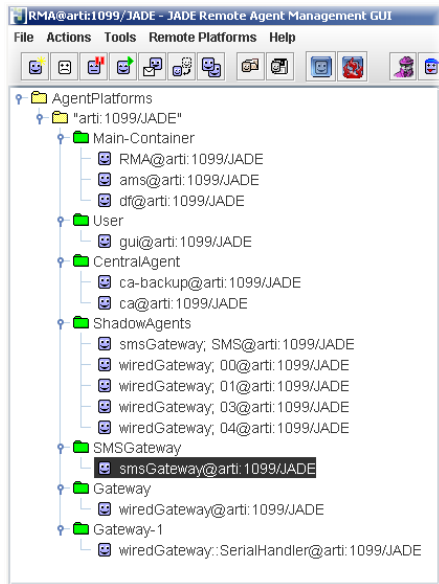 RMA@arti:1099/JADE - JADE Remote Agent Management GUI
File Actions Tools Remote Platforms Help
AgentPlatforms
"arti:1099/JADE"
Main-Container
RMA@arti:1099/JADE
ams@arti:1099/JADE
df@arti:1099/JADE
User
gui@arti:1099/JADE
CentralAgent
ca-backup@arti:1099/JADE
ca@arti:1099/JADE
ShadowAgents
smsGateway; SMS@arti:1099/JADE
wiredGateway; 00@arti:1099/JADE
wiredGateway; 01@arti:1099/JADE
wiredGateway; 03@arti:1099/JADE
wiredGateway; 04@arti:1099/JADE
SMSGateway
smsGateway@arti:1099/JADE
Gateway
wiredGateway@arti:1099/JADE
Gateway-1
wiredGateway::SerialHandler@arti:1099/JADE